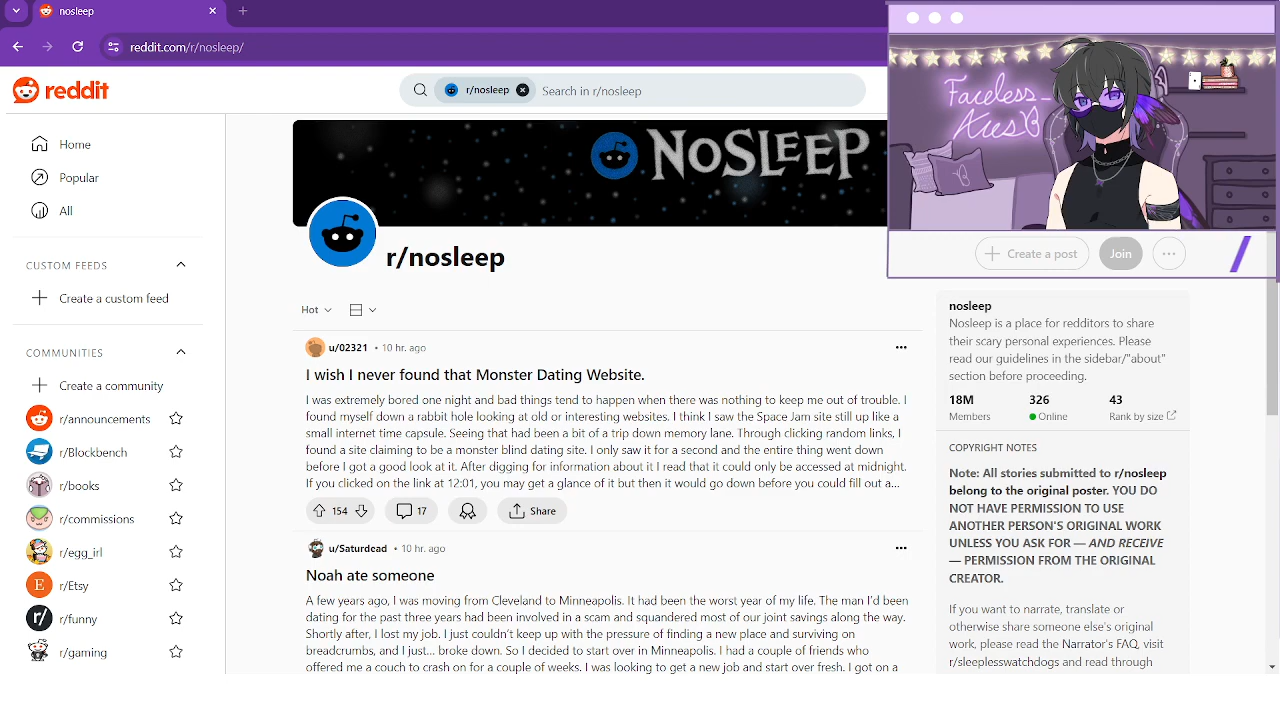 nosleep
reddit.com/r/nosleep/
reddit
r/nosleep
Search in r/nosleep
Faceless_
KresB
Home
Popular
All
CUSTOM FEEDS
Create a custom feed
COMMUNITIES
Create a community
r/announcements
r/Blockbench
r/books
r/commissions
r/egg_irl
r/Etsy
r/funny
r/gaming
NOSLEEP
r/nosleep
Create a post
Join
Hot
u/02321 • 10 hr. ago
I wish I never found that Monster Dating Website.
I was extremely bored one night and bad things tend to happen when there was nothing to keep me out of trouble. I
found myself down a rabbit hole looking at old or interesting websites. I think I saw the Space Jam site still up like a
small internet time capsule. Seeing that had been a bit of a trip down memory lane. Through clicking random links, I
found a site claiming to be a monster blind dating site. I only saw it for a second and the entire thing went down
before I got a good look at it. After digging for information about it I read that it could only be accessed at midnight.
If you clicked on the link at 12:01, you may get a glance of it but then it would go down before you could fill out a...
154
17
Share
u/Saturdead • 10 hr. ago
Noah ate someone
A few years ago, I was moving from Cleveland to Minneapolis. It had been the worst year of my life. The man I'd been
dating for the past three years had been involved in a scam and squandered most of our joint savings along the way.
Shortly after, I lost my job. I just couldn't keep up with the pressure of finding a new place and surviving on
breadcrumbs and I just... broke down. So I decided to start over in Minneapolis. I had a couple of friends who
offered me a couch to crash on for a couple of weeks. I was looking to get a new job and start over fresh. I got on a
nosleep
Nosleep is a place for redditors to share
their scary personal experiences. Please
read our guidelines in the sidebar/"about"
section before proceeding.
18M
Members
326
Online
43
Rank by size
COPYRIGHT NOTES
Note: All stories submitted to r/nosleep
belong to the original poster. YOU DO
NOT HAVE PERMISSION TO USE
ANOTHER PERSON'S ORIGINAL WORK
UNLESS YOU ASK FOR — AND RECEIVE
— PERMISSION FROM THE ORIGINAL
CREATOR.
If you want to narrate, translate or
otherwise share someone else's original
work, please read the Narrator's FAQ, visit
r/sleeplesswatchdogs and read through